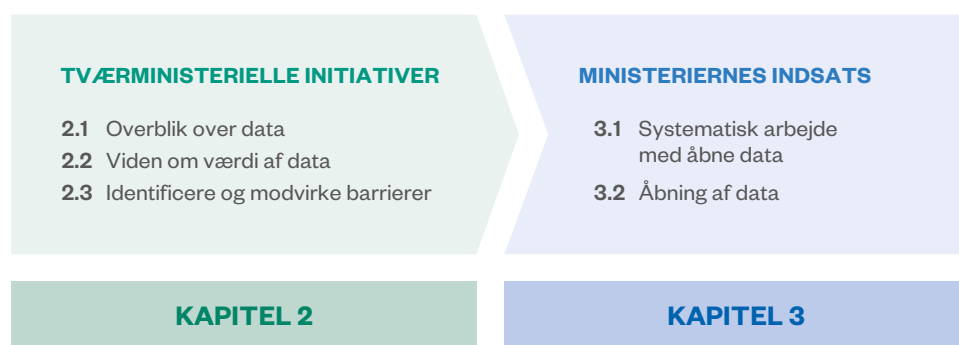 TVÆRMINISTERIELLE INITIATIVER
2.1 Overblik over data
2.2 Viden om værdi af data
2.3 Identificere og modvirke barrierer
KAPITEL 2
MINISTERIERNES INDSATS
3.1 Systematisk arbejde
med åbne data
3.2 Åbning af data
KAPITEL 3